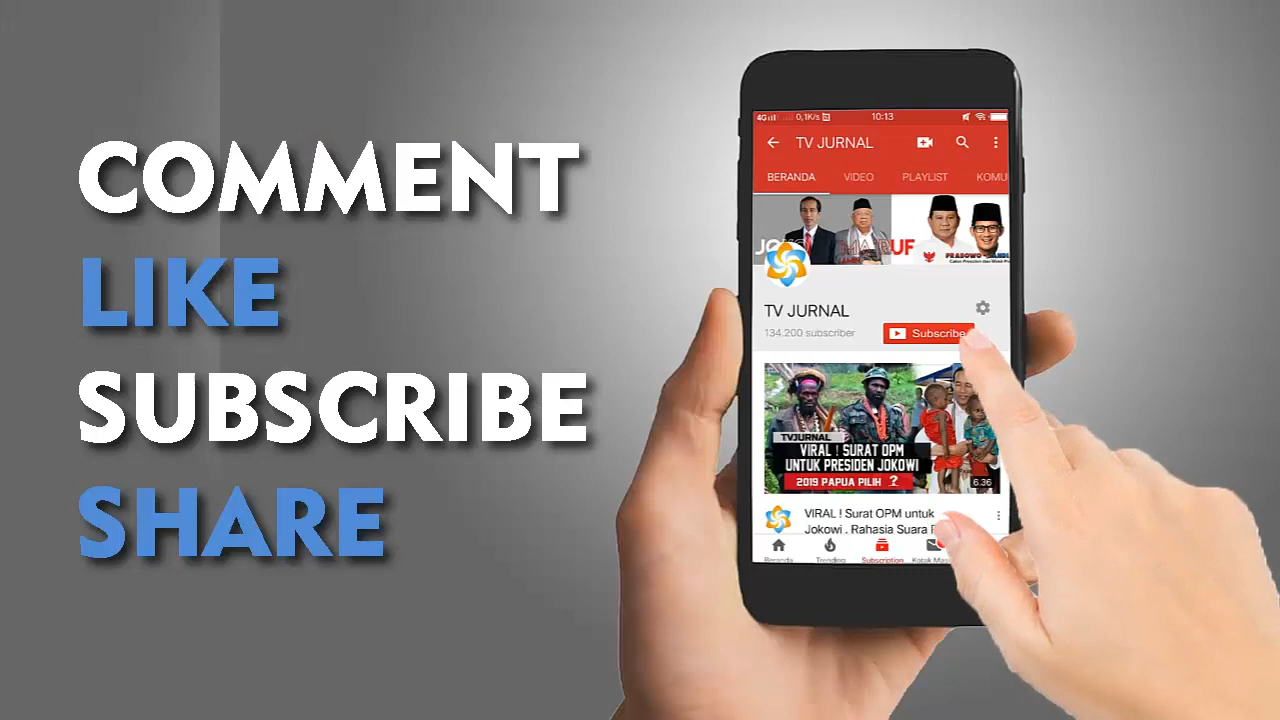 COMMENT
LIKE
SUBSCRIBE
SHARE
4G 0,1K/s 10:13
TV JURNAL
BERANDA VIDEO PLAYLIST KOMU
TV JURNAL
134.200 subscriber
Subscribe
TVJURNAL
VIRAL ! SURAT OPM
UNTUK PRESIDEN JOKOWI
2019 PAPUA PILIH ?
6.36
VIRAL ! Surat OPM untuk
Jokowi , Rahasia Suara
Beranda Trending Subscription Kotak